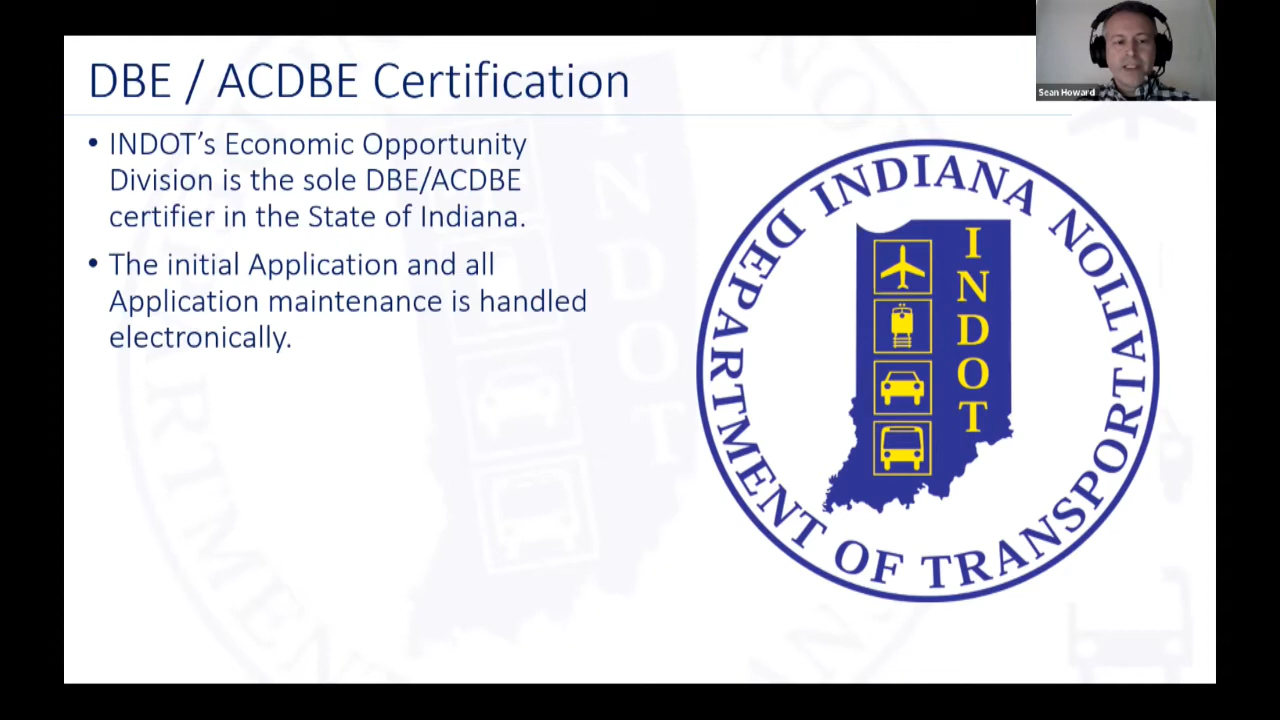 DBE / ACDBE Certification
Sean Howard
• INDOT’s Economic Opportunity
Division is the sole DBE/ACDBE
certifier in the State of Indiana.
• The initial Application and all
Application maintenance is handled
electronically.
INDIANA DEPARTMENT OF TRANSPORTATION
INDOT